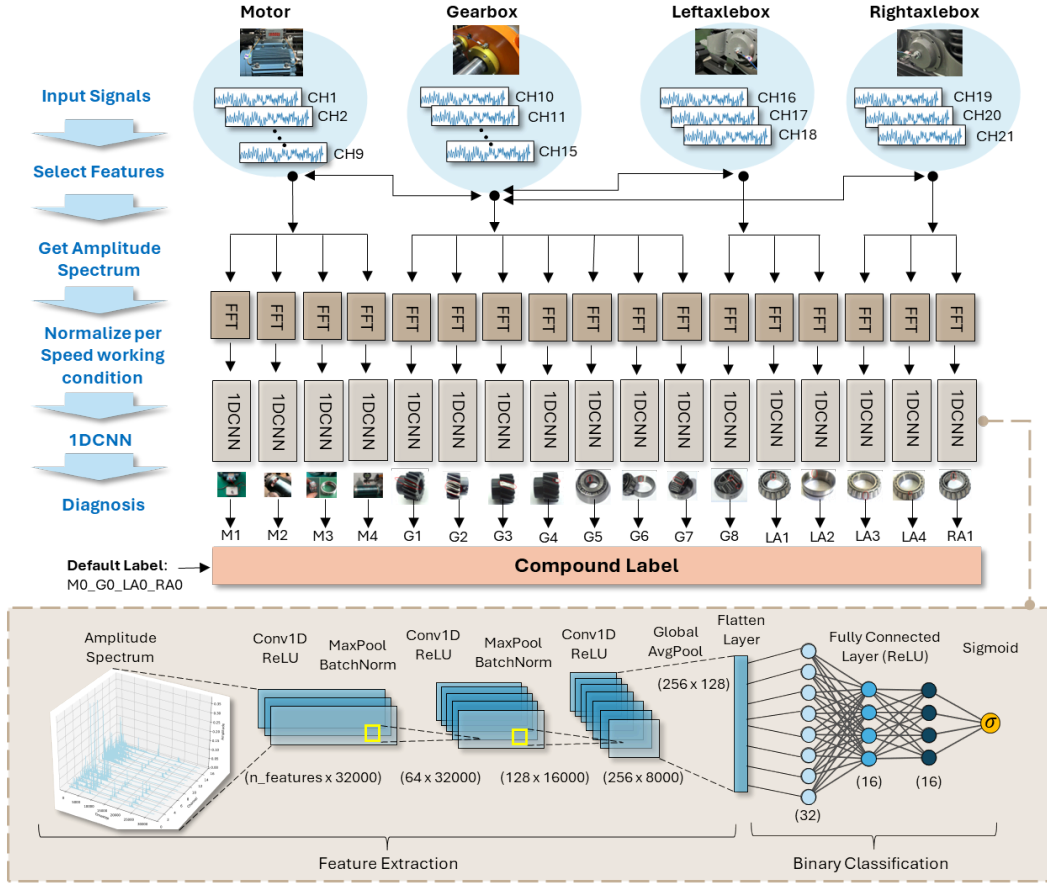 Motor
Gearbox
Leftaxlebox
Rightaxlebox
Input Signals
CH1
CH2
CH9
CH10
CH11
CH15
CH16
CH17
CH18
CH19
CH20
CH21
Select Features
Get Amplitude
Spectrum
FFT FFT FFT FFT FFT FFT FFT FFT FFT FFT FFT FFT FFT FFT FFT FFT FFT
Normalize per
Speed working
condition
1DCNN 1DCNN 1DCNN 1DCNN 1DCNN 1DCNN 1DCNN 1DCNN 1DCNN 1DCNN 1DCNN 1DCNN 1DCNN 1DCNN 1DCNN 1DCNN 1DCNN
1DCNN
Diagnosis
M1 M2 M3 M4 G1 G2 G3 G4 G5 G6 G7 G8 LA1 LA2 LA3 LA4 RA1
Default Label:
M0_G0_LA0_RA0
Compound Label
Amplitude
Spectrum
Conv1D
ReLU
MaxPool
BatchNorm
Conv1D
ReLU
MaxPool
BatchNorm
Conv1D
ReLU
Global
AvgPool
Flatten
Layer
Fully Connected
Layer (ReLU)
Sigmoid
(256 x 128)
σ
(n_features x 32000)
(64 x 32000)
(128 x 16000)
(256 x 8000)
(32)
(16)
(16)
Feature Extraction
Binary Classification